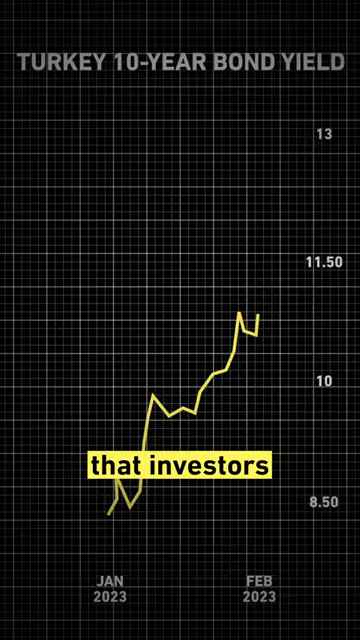 TURKEY 10-YEAR BOND YIELD
13
11.50
10
that investors
8.50
JAN FEB
2023 2023